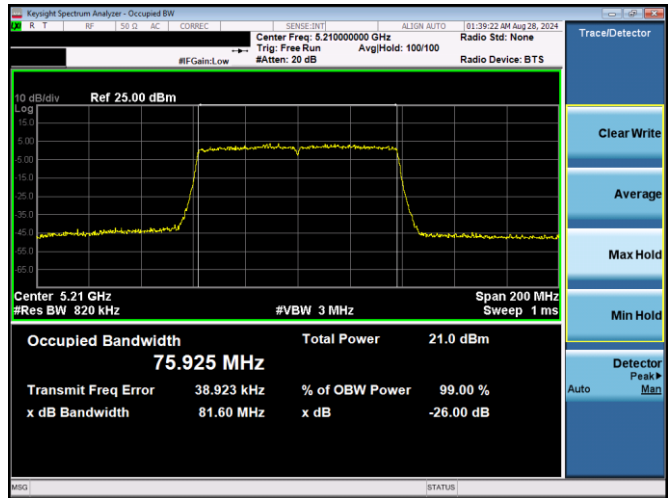 Keysight Spectrum Analyzer - Occupied BW
R T RF 50 Ω AC CORREC SENSE:INT ALIGN AUTO 01:39:22 AM Aug 28, 2024
Center Freq: 5.210000000 GHz Radio Std: None
Trig: Free Run Avg|Hold: 100/100
#IFGain:Low #Atten: 20 dB Radio Device: BTS
Trace/Detector
10 dB/div Ref 25.00 dBm
Log
15.0
5.00
-5.00
-15.0
-25.0
-35.0
-45.0
-55.0
-65.0
Center 5.21 GHz Span 200 MHz
#Res BW 820 kHz #VBW 3 MHz Sweep 1 ms
Occupied Bandwidth Total Power 21.0 dBm
75.925 MHz
Transmit Freq Error 38.923 kHz % of OBW Power 99.00 %
x dB Bandwidth 81.60 MHz x dB -26.00 dB
Clear Write
Average
Max Hold
Min Hold
Detector
Peak▶
Auto Man
MSG STATUS